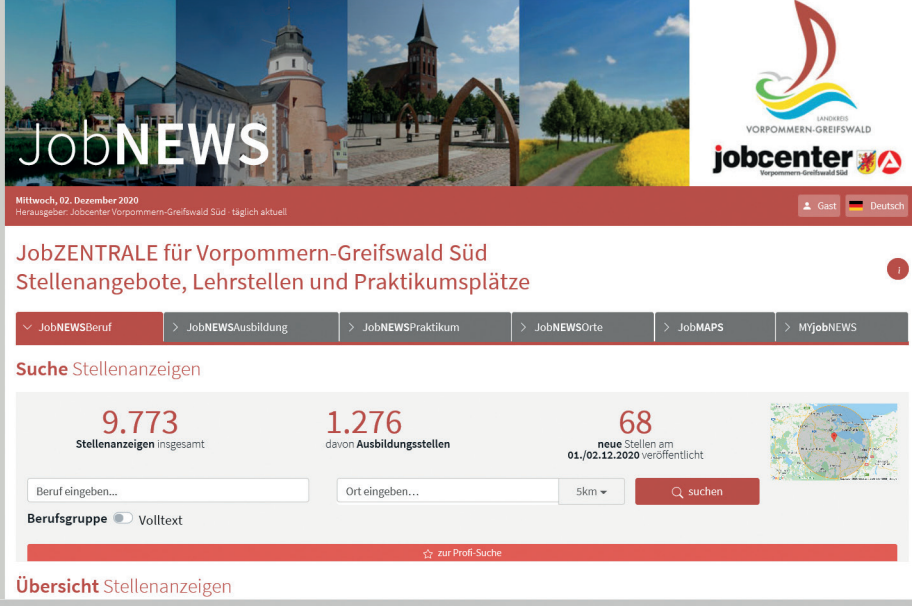 JobNEWS
LANDKREIS
VORPOMMERN-GREIFSWALD
jobcenter
Vorpommern-Greifswald Süd
Mittwoch, 02. Dezember 2020
Herausgeber: Jobcenter Vorpommern-Greifswald Süd · täglich aktuell
Gast
Deutsch
JobZENTRALE für Vorpommern-Greifswald Süd
Stellenangebote, Lehrstellen und Praktikumsplätze
i
JobNEWSBeruf
JobNEWSAusbildung
JobNEWSPraktikum
JobNEWSOrte
JobMAPS
MYjobNEWS
Suche Stellenanzeigen
9.773
Stellenanzeigen insgesamt
1.276
davon Ausbildungsstellen
68
neue Stellen am
01./02.12.2020 veröffentlicht
Beruf eingeben...
Ort eingeben...
5km
suchen
Berufsgruppe Volltext
zur Profi-Suche
Übersicht Stellenanzeigen